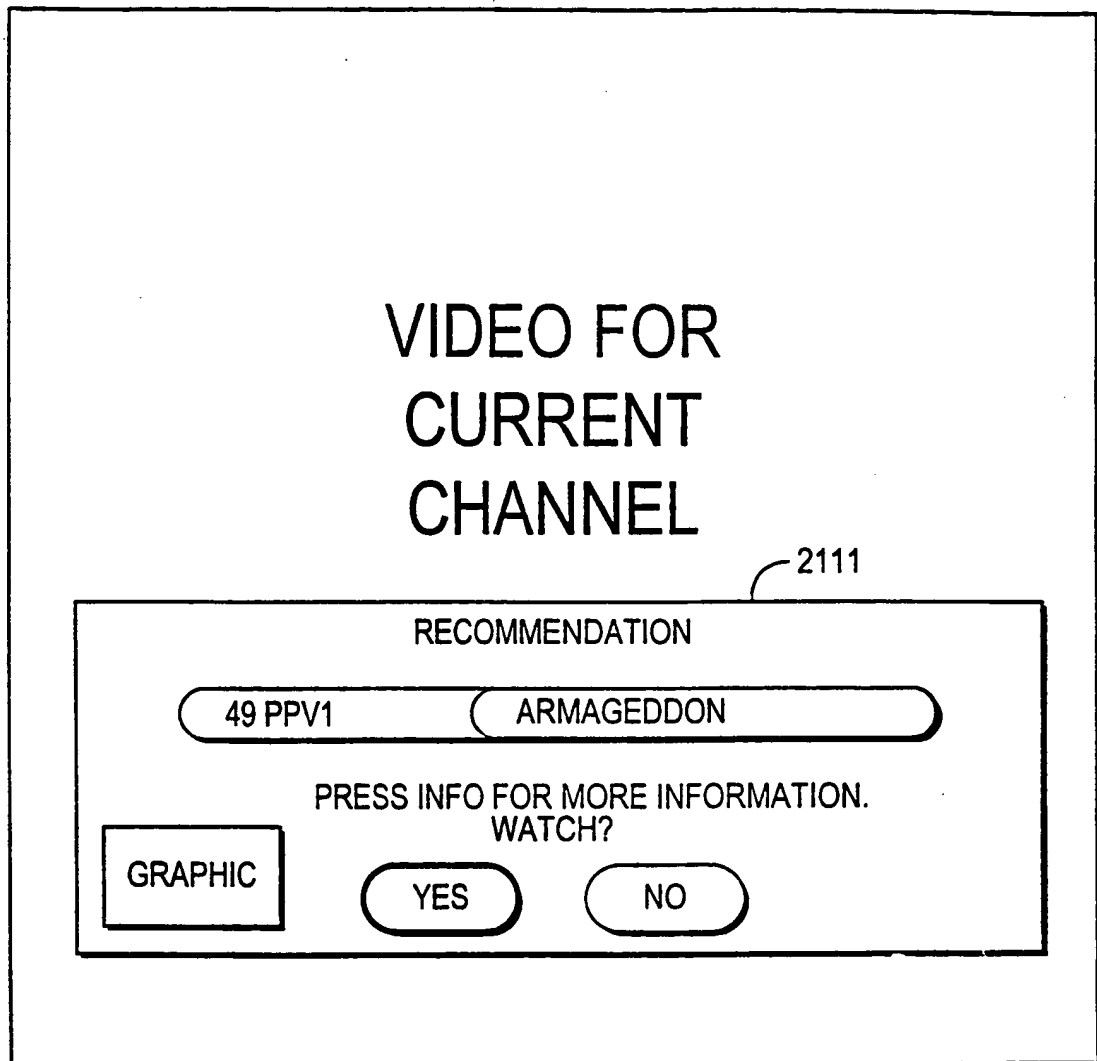 VIDEO FOR
CURRENT
CHANNEL
2111
RECOMMENDATION
49 PPV1 ARMAGEDDON
PRESS INFO FOR MORE INFORMATION.
WATCH?
GRAPHIC YES NO